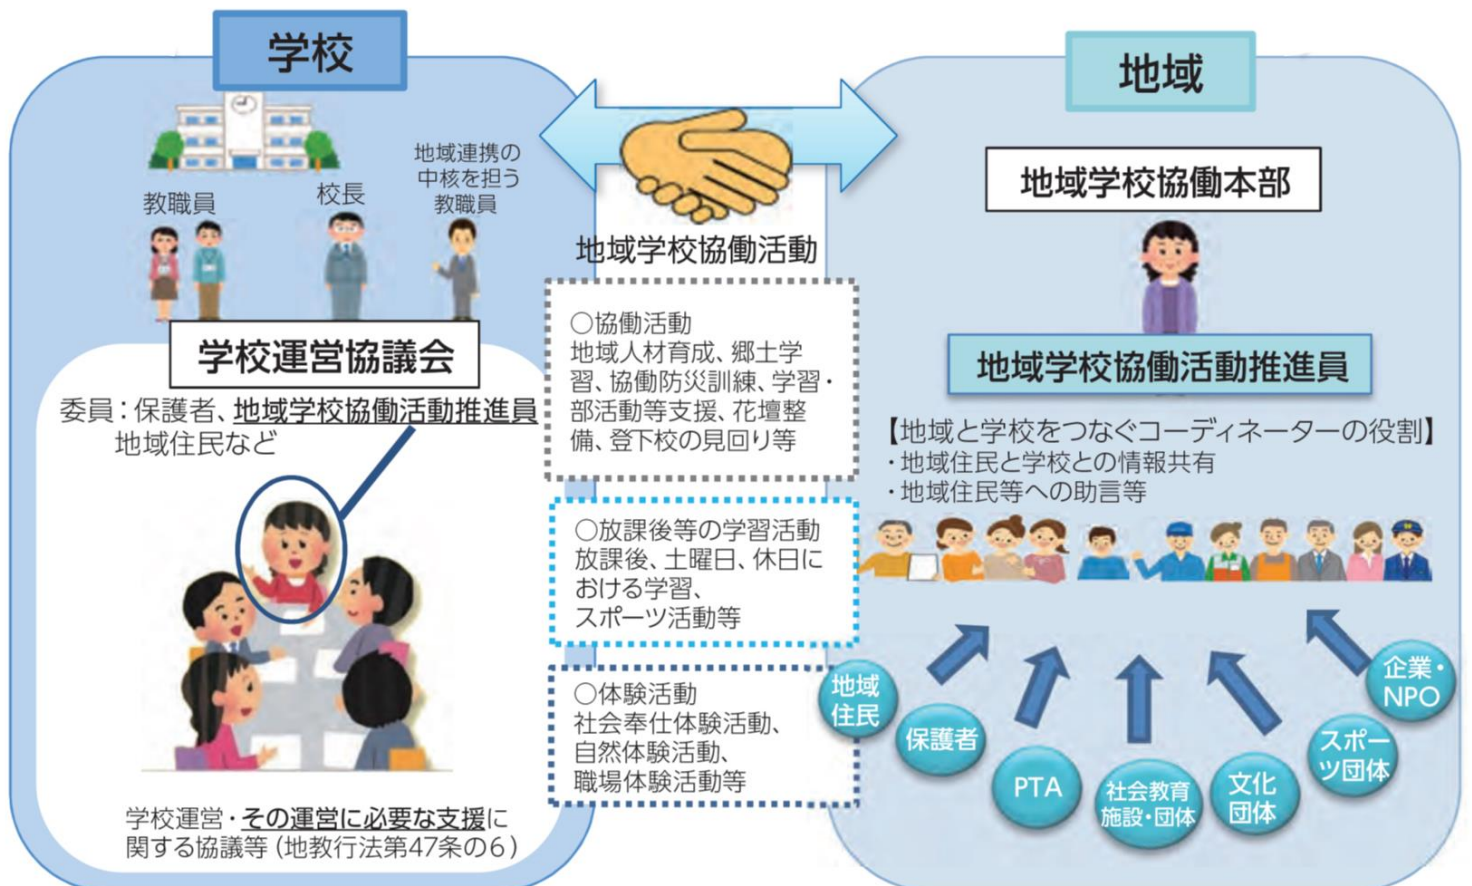 学校
地域連携の
中核を担う
教職員
校長
教職員
学校運営協議会
委員：保護者、地域学校協働活動推進員
地域住民など
学校運営・その運営に必要な支援に
関する協議等（地教行法第47条の6）
地域学校協働活動
○協働活動
地域人材育成、郷土学
習、協働防災訓練、学習・
部活動等支援、花壇整
備、登下校の見回り等
○放課後等の学習活動
放課後、土曜日、休日に
おける学習、
スポーツ活動等
○体験活動
社会奉仕体験活動、
自然体験活動、
職場体験活動等
地域
地域学校協働本部
地域学校協働活動推進員
【地域と学校をつなぐコーディネーターの役割】
・地域住民と学校との情報共有
・地域住民等への助言等
地域
住民
保護者
PTA
社会教育
施設・団体
文化
団体
スポー
ツ団体
企業・
NPO